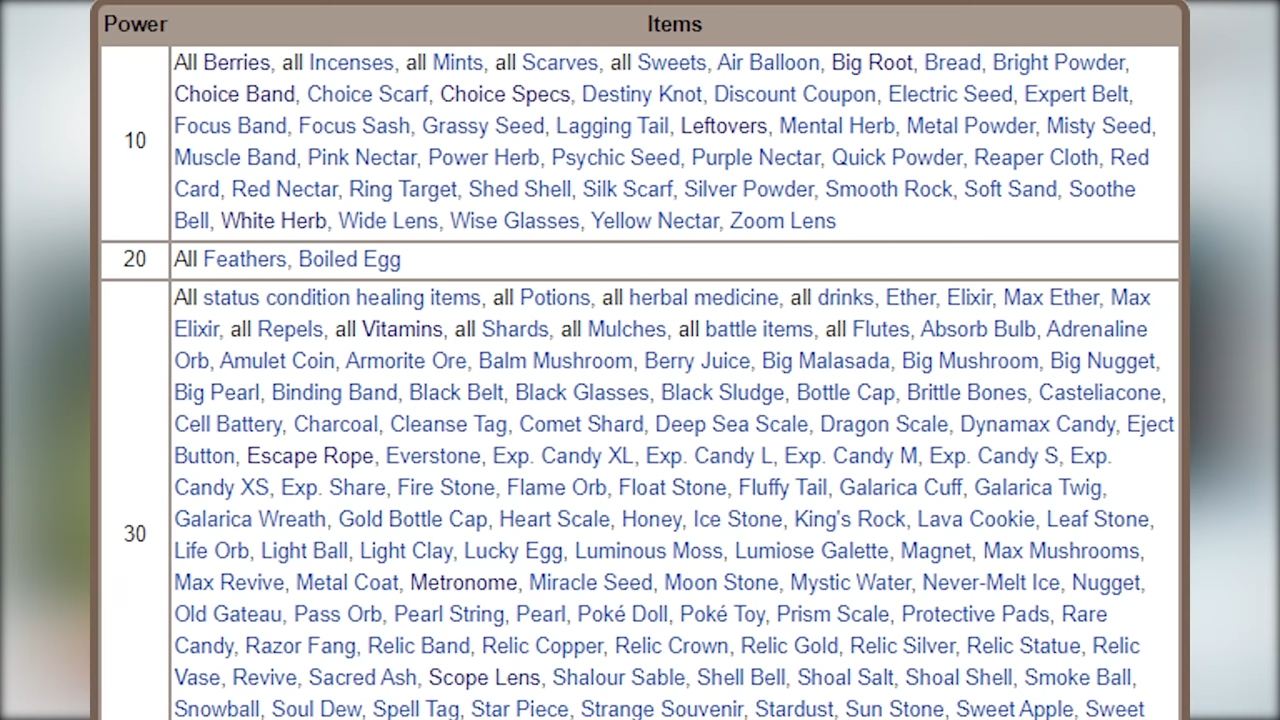 Power Items
All Berries, all Incenses, all Mints, all Scarves, all Sweets, Air Balloon, Big Root, Bread, Bright Powder,
Choice Band, Choice Scarf, Choice Specs, Destiny Knot, Discount Coupon, Electric Seed, Expert Belt,
Focus Band, Focus Sash, Grassy Seed, Lagging Tail, Leftovers, Mental Herb, Metal Powder, Misty Seed,
10
Muscle Band, Pink Nectar, Power Herb, Psychic Seed, Purple Nectar, Quick Powder, Reaper Cloth, Red
Card, Red Nectar, Ring Target, Shed Shell, Silk Scarf, Silver Powder, Smooth Rock, Soft Sand, Soothe
Bell, White Herb, Wide Lens, Wise Glasses, Yellow Nectar, Zoom Lens
20 All Feathers, Boiled Egg
All status condition healing items, all Potions, all herbal medicine, all drinks, Ether, Elixir, Max Ether, Max
Elixir, all Repels, all Vitamins, all Shards, all Mulches, all battle items, all Flutes, Absorb Bulb, Adrenaline
Orb, Amulet Coin, Armorite Ore, Balm Mushroom, Berry Juice, Big Malasada, Big Mushroom, Big Nugget,
Big Pearl, Binding Band, Black Belt, Black Glasses, Black Sludge, Bottle Cap, Brittle Bones, Casteliacone,
Cell Battery, Charcoal, Cleanse Tag, Comet Shard, Deep Sea Scale, Dragon Scale, Dynamax Candy, Eject
Button, Escape Rope, Everstone, Exp. Candy XL, Exp. Candy L, Exp. Candy M, Exp. Candy S, Exp.
Candy XS, Exp. Share, Fire Stone, Flame Orb, Float Stone, Fluffy Tail, Galarica Cuff, Galarica Twig,
Galarica Wreath, Gold Bottle Cap, Heart Scale, Honey, Ice Stone, King's Rock, Lava Cookie, Leaf Stone,
30
Life Orb, Light Ball, Light Clay, Lucky Egg, Luminous Moss, Lumiose Galette, Magnet, Max Mushrooms,
Max Revive, Metal Coat, Metronome, Miracle Seed, Moon Stone, Mystic Water, Never-Melt Ice, Nugget,
Old Gateau, Pass Orb, Pearl String, Pearl, Poké Doll, Poké Toy, Prism Scale, Protective Pads, Rare
Candy, Razor Fang, Relic Band, Relic Copper, Relic Crown, Relic Gold, Relic Silver, Relic Statue, Relic
Vase, Revive, Sacred Ash, Scope Lens, Shalour Sable, Shell Bell, Shoal Salt, Shoal Shell, Smoke Ball,
Snowball, Soul Dew, Spell Tag, Star Piece, Strange Souvenir, Stardust, Sun Stone, Sweet Apple, Sweet